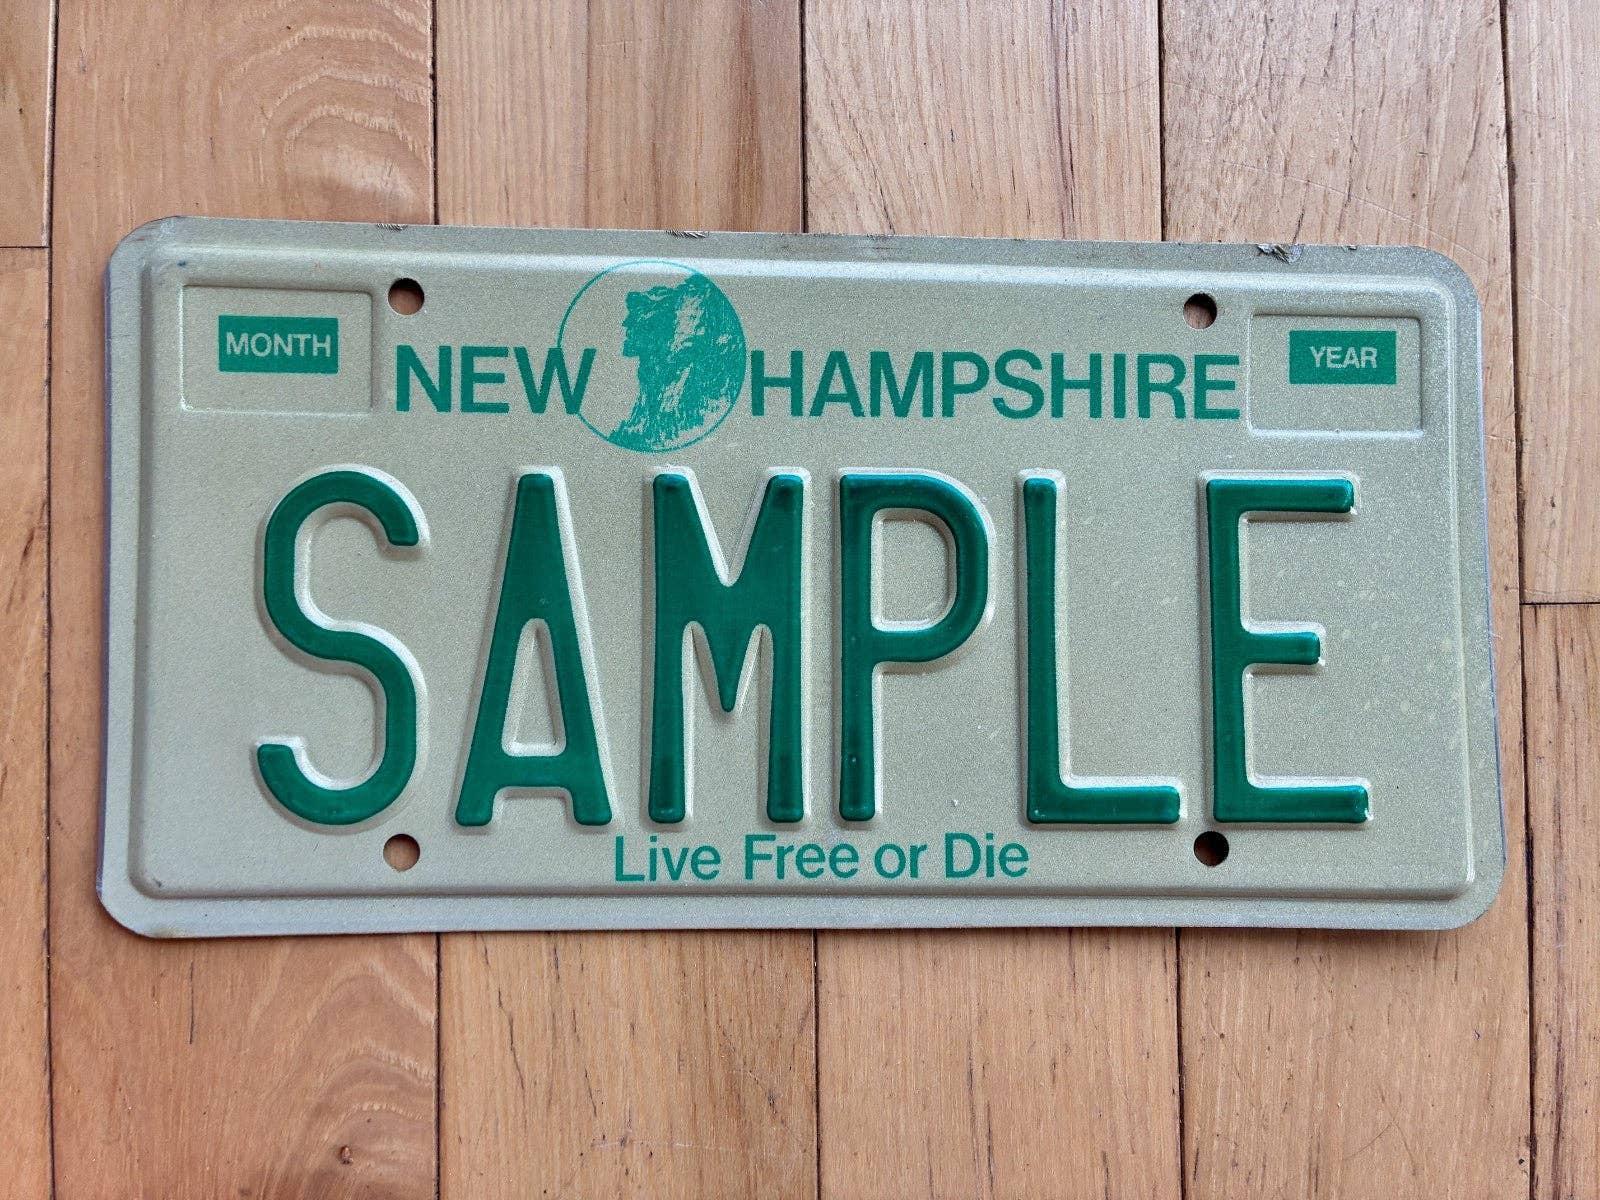 MONTH NEW HAMPSHIRE YEAR
SAMPLE
Live Free or Die